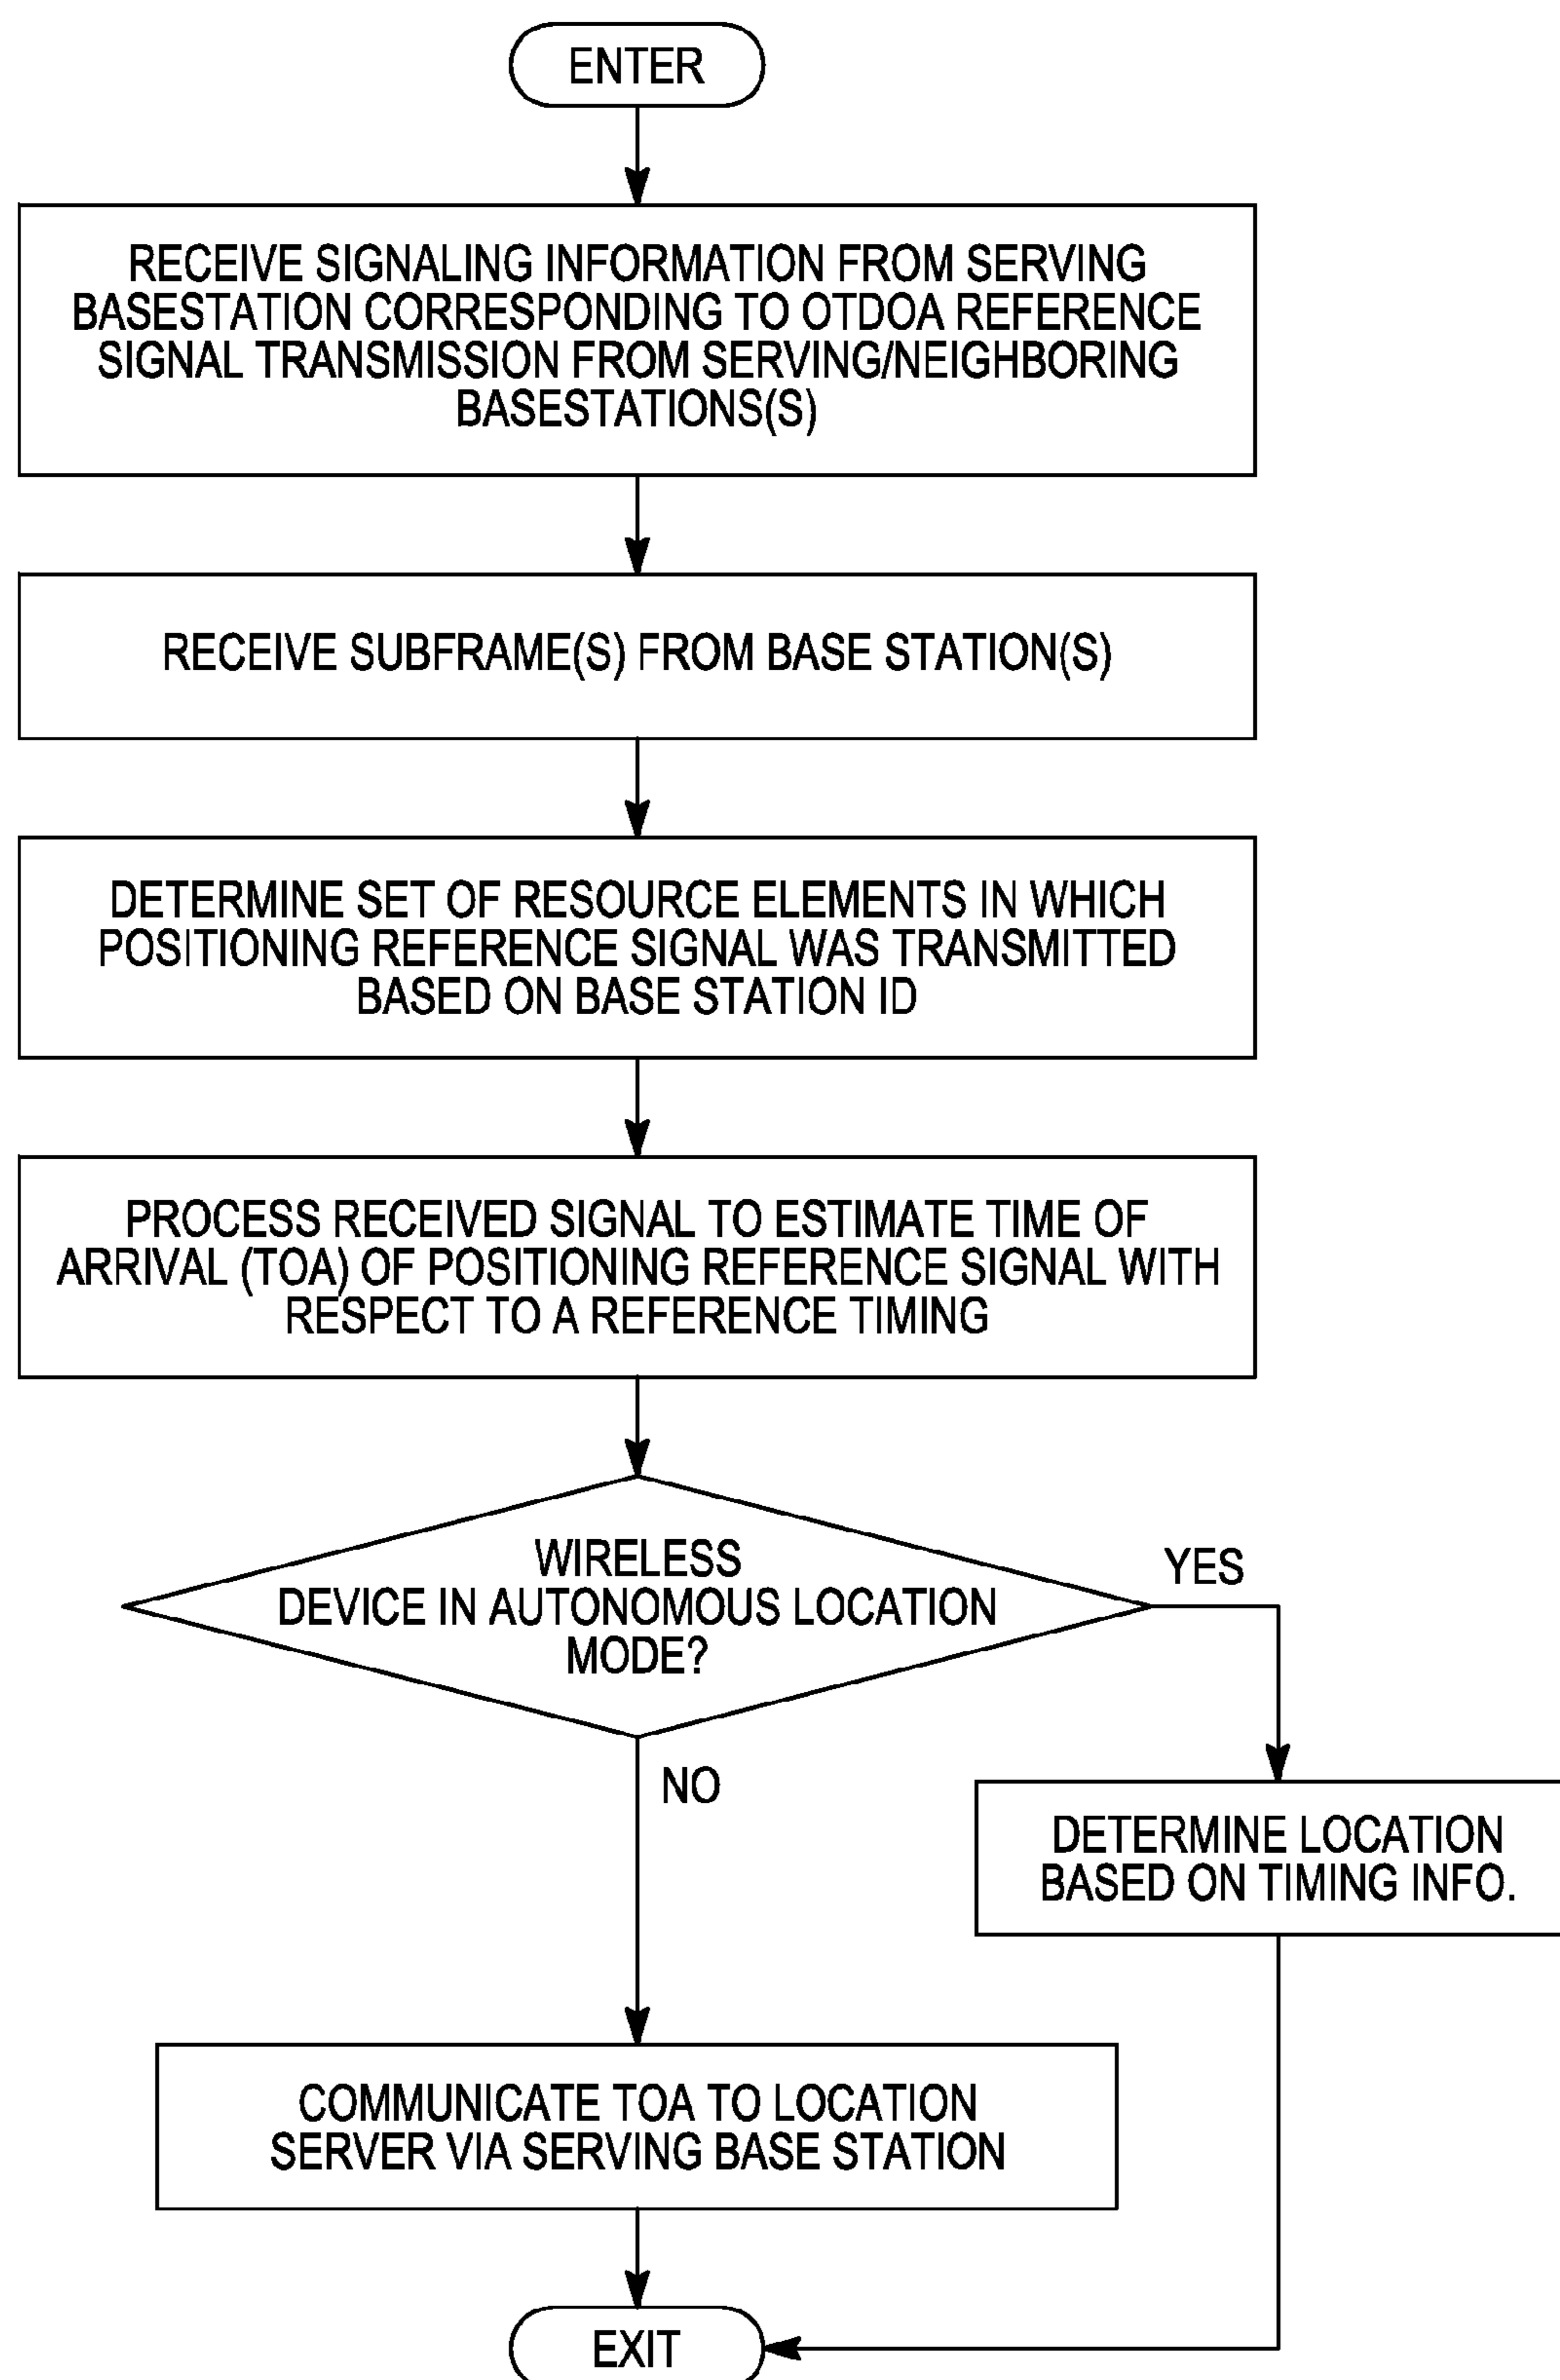 ENTER
RECEIVE SIGNALING INFORMATION FROM SERVING
BASESTATION CORRESPONDING TO OTDOA REFERENCE
SIGNAL TRANSMISSION FROM SERVING/NEIGHBORING
BASESTATIONS(S)
RECEIVE SUBFRAME(S) FROM BASE STATION(S)
DETERMINE SET OF RESOURCE ELEMENTS IN WHICH
POSITIONING REFERENCE SIGNAL WAS TRANSMITTED
BASED ON BASE STATION ID
PROCESS RECEIVED SIGNAL TO ESTIMATE TIME OF
ARRIVAL (TOA) OF POSITIONING REFERENCE SIGNAL WITH
RESPECT TO A REFERENCE TIMING
WIRELESS
DEVICE IN AUTONOMOUS LOCATION
MODE?
YES
NO
DETERMINE LOCATION
BASED ON TIMING INFO.
COMMUNICATE TOA TO LOCATION
SERVER VIA SERVING BASE STATION
EXIT